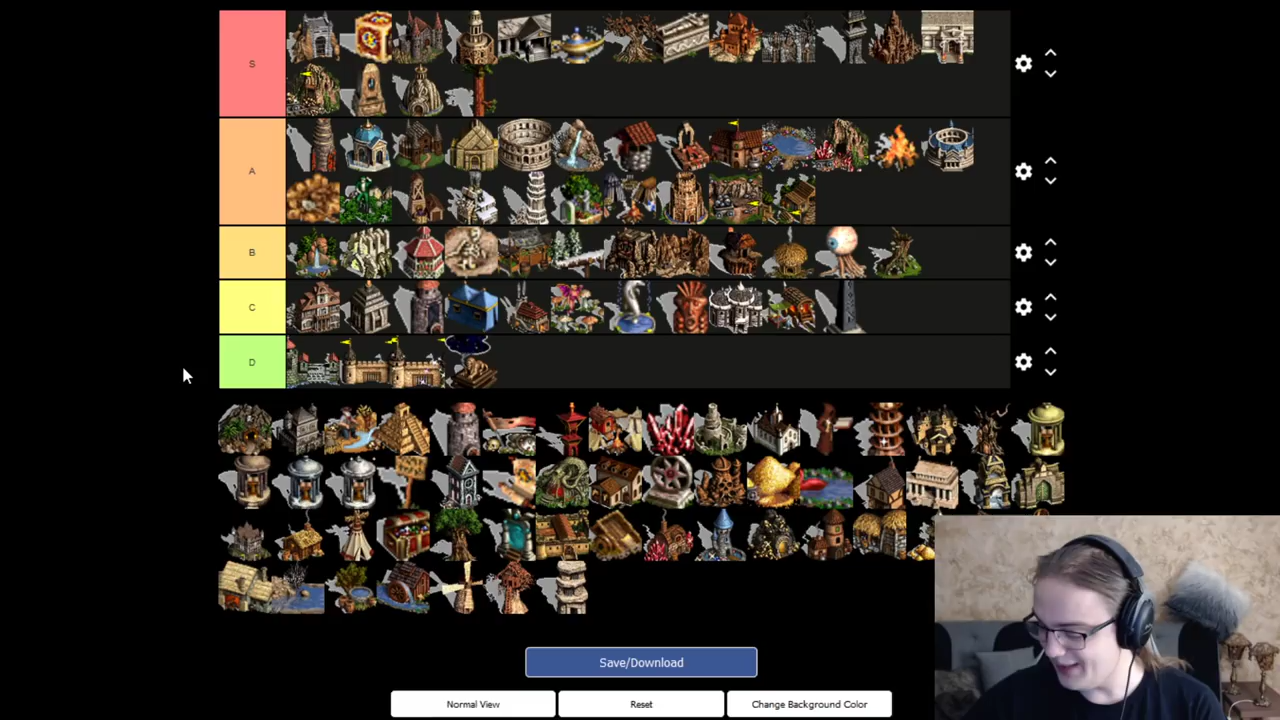 S
A
B
C
D
Save/Download
Normal View
Reset
Change Background Color